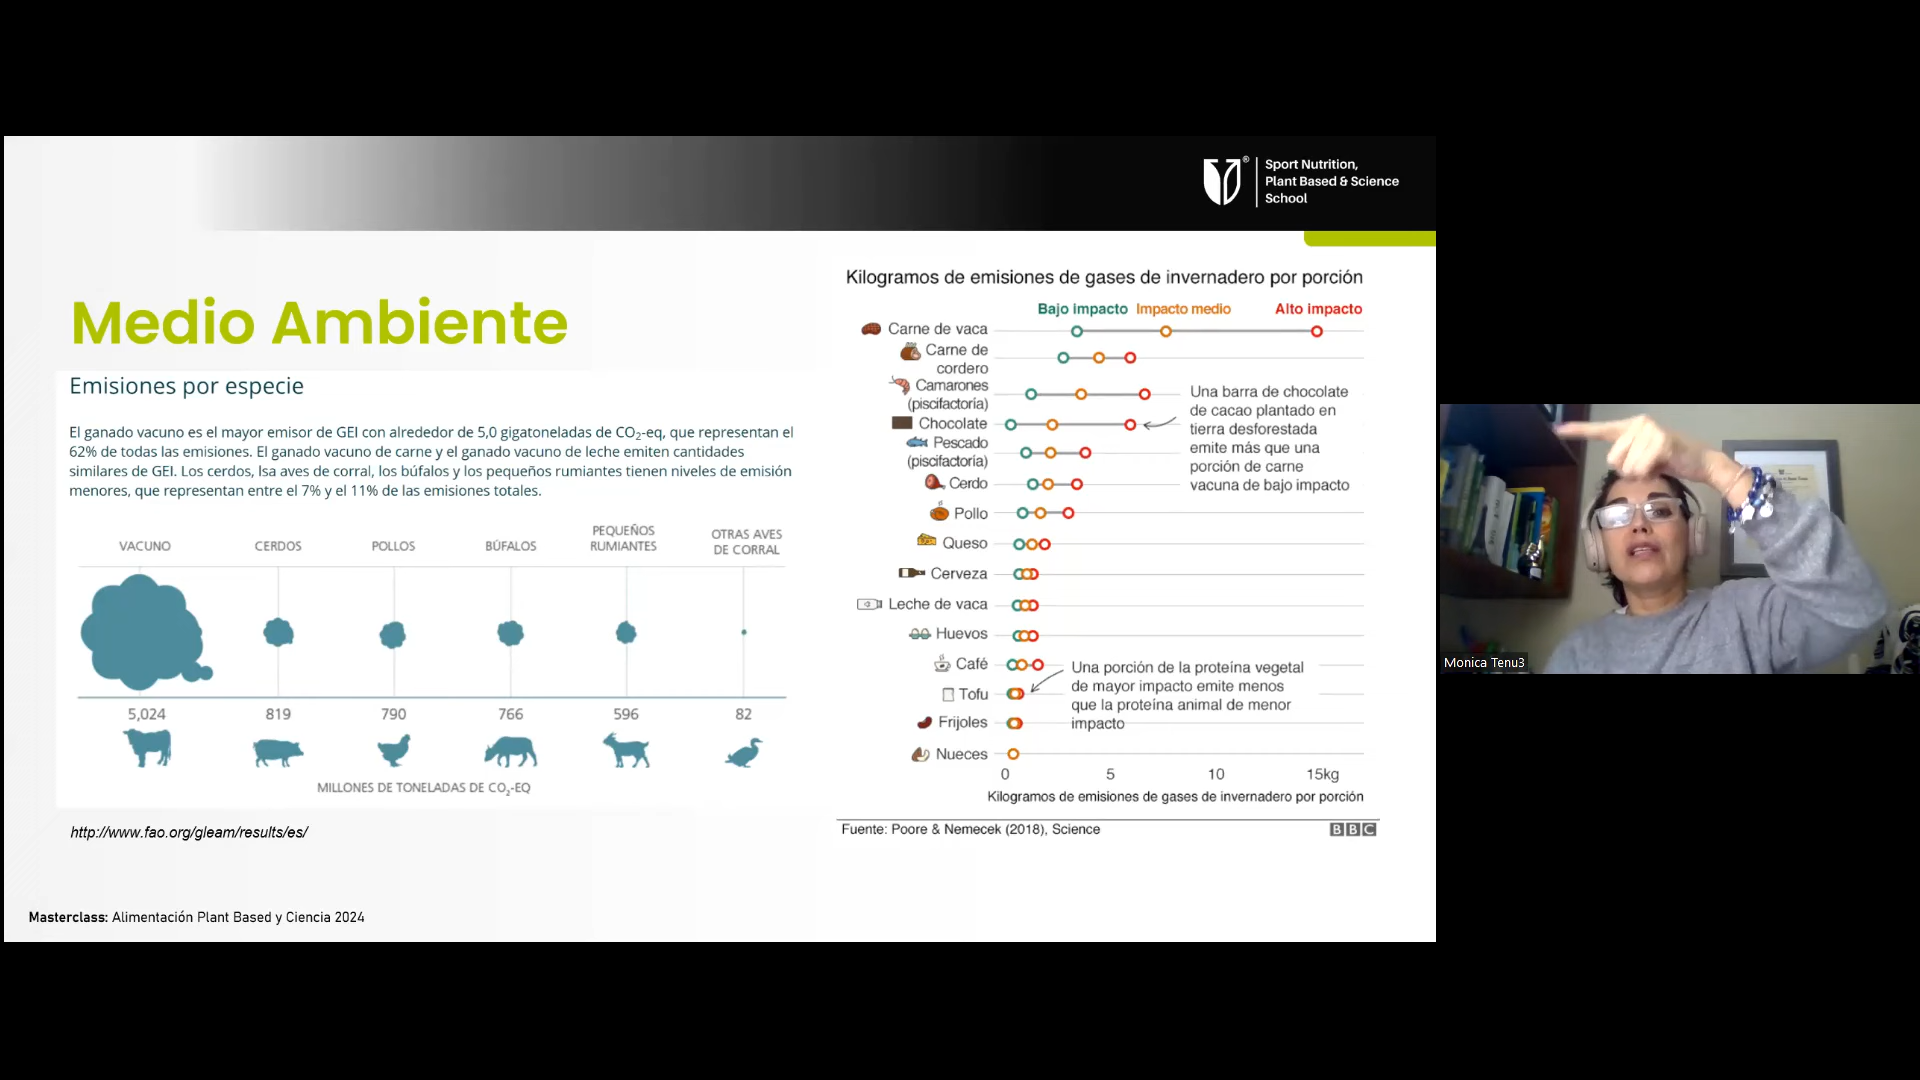 Sport Nutrition,
Plant Based & Science
School
Medio Ambiente
Emisiones por especie
El ganado vacuno es el mayor emisor de GEI con alrededor de 5,0 gigatoneladas de CO₂-eq, que representan el
62% de todas las emisiones. El ganado vacuno de carne y el ganado vacuno de leche emiten cantidades
similares de GEI. Los cerdos, lsa aves de corral, los búfalos y los pequeños rumiantes tienen niveles de emisión
menores, que representan entre el 7% y el 11% de las emisiones totales.
VACUNO
CERDOS
POLLOS
BÚFALOS
PEQUEÑOS
RUMIANTES
OTRAS AVES
DE CORRAL
5,024
819
790
766
596
82
MILLONES DE TONELADAS DE CO₂-EQ
http://www.fao.org/gleam/results/es/
Kilogramos de emisiones de gases de invernadero por porción
Bajo impacto
Impacto medio
Alto impacto
Carne de vaca
Carne de
cordero
Camarones
(piscifactoría)
Chocolate
Pescado
(piscifactoría)
Cerdo
Pollo
Queso
Cerveza
Leche de vaca
Huevos
Café
Tofu
Frijoles
Nueces
Una barra de chocolate
de cacao plantado en
tierra desforestada
emite más que una
porción de carne
vacuna de bajo impacto
Una porción de la proteína vegetal
de mayor impacto emite menos
que la proteína animal de menor
impacto
0
5
10
15kg
Kilogramos de emisiones de gases de invernadero por porción
Fuente: Poore & Nemecek (2018), Science
BBC
Masterclass: Alimentación Plant Based y Ciencia 2024
Monica Tenu3